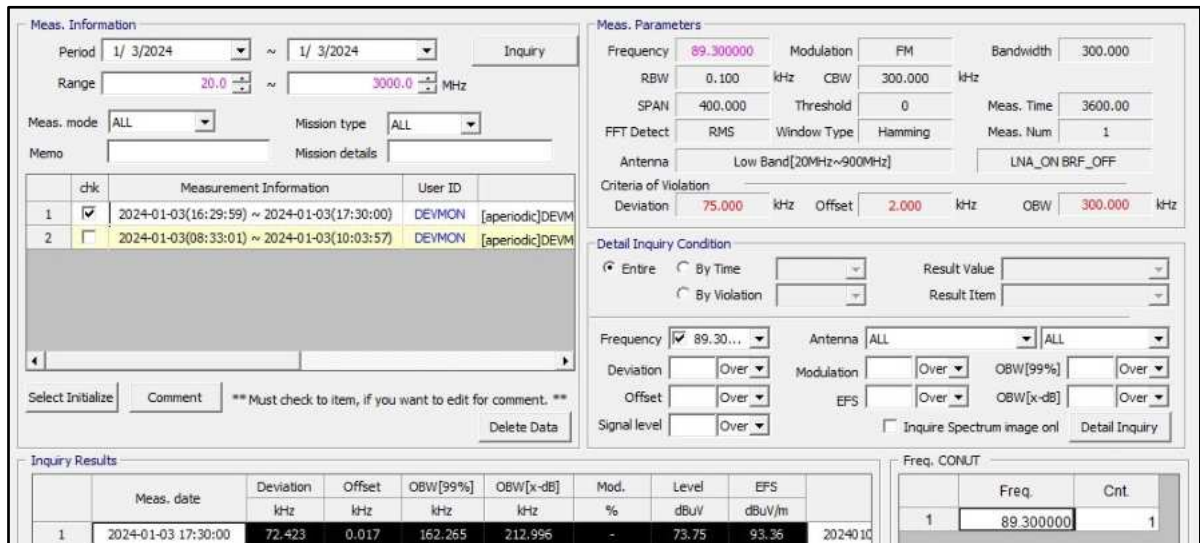 Meas. Information
Period 1/ 3/2024 ~ 1/ 3/2024 Inquiry
Range 20.0 ~ 3000.0 MHz
Meas. mode ALL Mission type ALL
Memo Mission details
chk Measurement Information User ID
1 2024-01-03(16:29:59) ~ 2024-01-03(17:30:00) DEVMON [aperiodic]DEVM
2 2024-01-03(08:33:01) ~ 2024-01-03(10:03:57) DEVMON [aperiodic]DEVM
Select Initialize Comment ** Must check to item, if you want to edit for comment. **
Delete Data
Meas. Parameters
Frequency 89.300000 Modulation FM Bandwidth 300.000
RBW 0.100 kHz CBW 300.000 kHz
SPAN 400.000 Threshold 0 Meas. Time 3600.00
FFT Detect RMS Window Type Hamming Meas. Num 1
Antenna Low Band[20MHz~900MHz] LNA_ON BRF_OFF
Criteria of Violation
Deviation 75.000 kHz Offset 2.000 kHz OBW 300.000 kHz
Detail Inquiry Condition
Entire By Time Result Value
By Violation Result Item
Frequency 89.30... Antenna ALL ALL
Deviation Over Modulation Over OBW[99%] Over
Offset Over EFS Over OBW[x-dB] Over
Signal level Over Inquire Spectrum image onl Detail Inquiry
Inquiry Results
Meas. date Deviation Offset OBW[99%] OBW[x-dB] Mod. Level EFS
kHz kHz kHz kHz % dBuV dBuV/m
1 2024-01-03 17:30:00 72.423 0.017 162.265 212.996 - 73.75 93.36 2024010
Freq. CONUT
Freq. Cnt.
1 89.300000 1